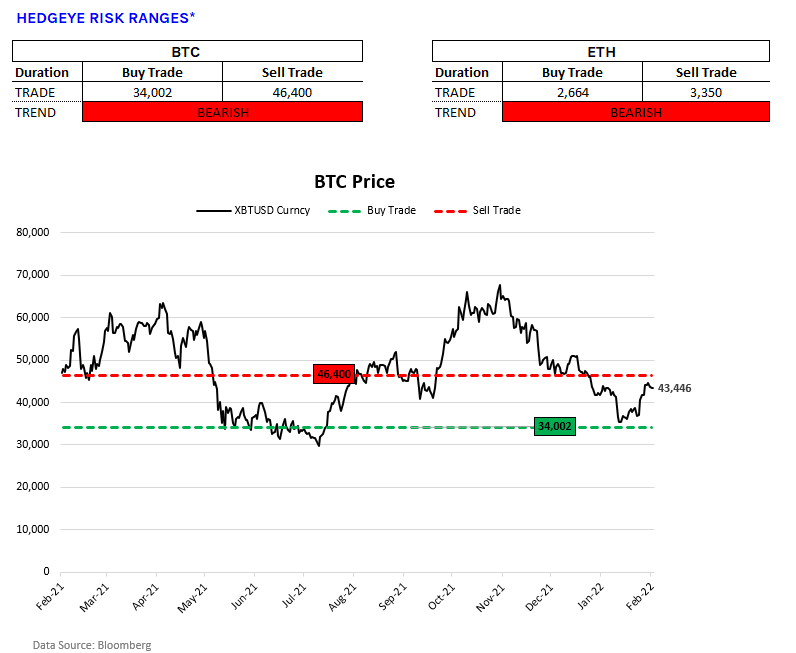 HEDGEYE RISK RANGES*
BTC
Duration Buy Trade Sell Trade
TRADE 34,002 46,400
TREND BEARISH
ETH
Duration Buy Trade Sell Trade
TRADE 2,664 3,350
TREND BEARISH
BTC Price
XBTUSD Curncy Buy Trade Sell Trade
80,000
70,000
60,000
50,000
46,400
43,446
40,000
34,002
30,000
20,000
10,000
0
Feb-21 Mar-21 Apr-21 May-21 Jun-21 Jul-21 Aug-21 Sep-21 Oct-21 Nov-21 Dec-21 Jan-22 Feb-22
Data Source: Bloomberg